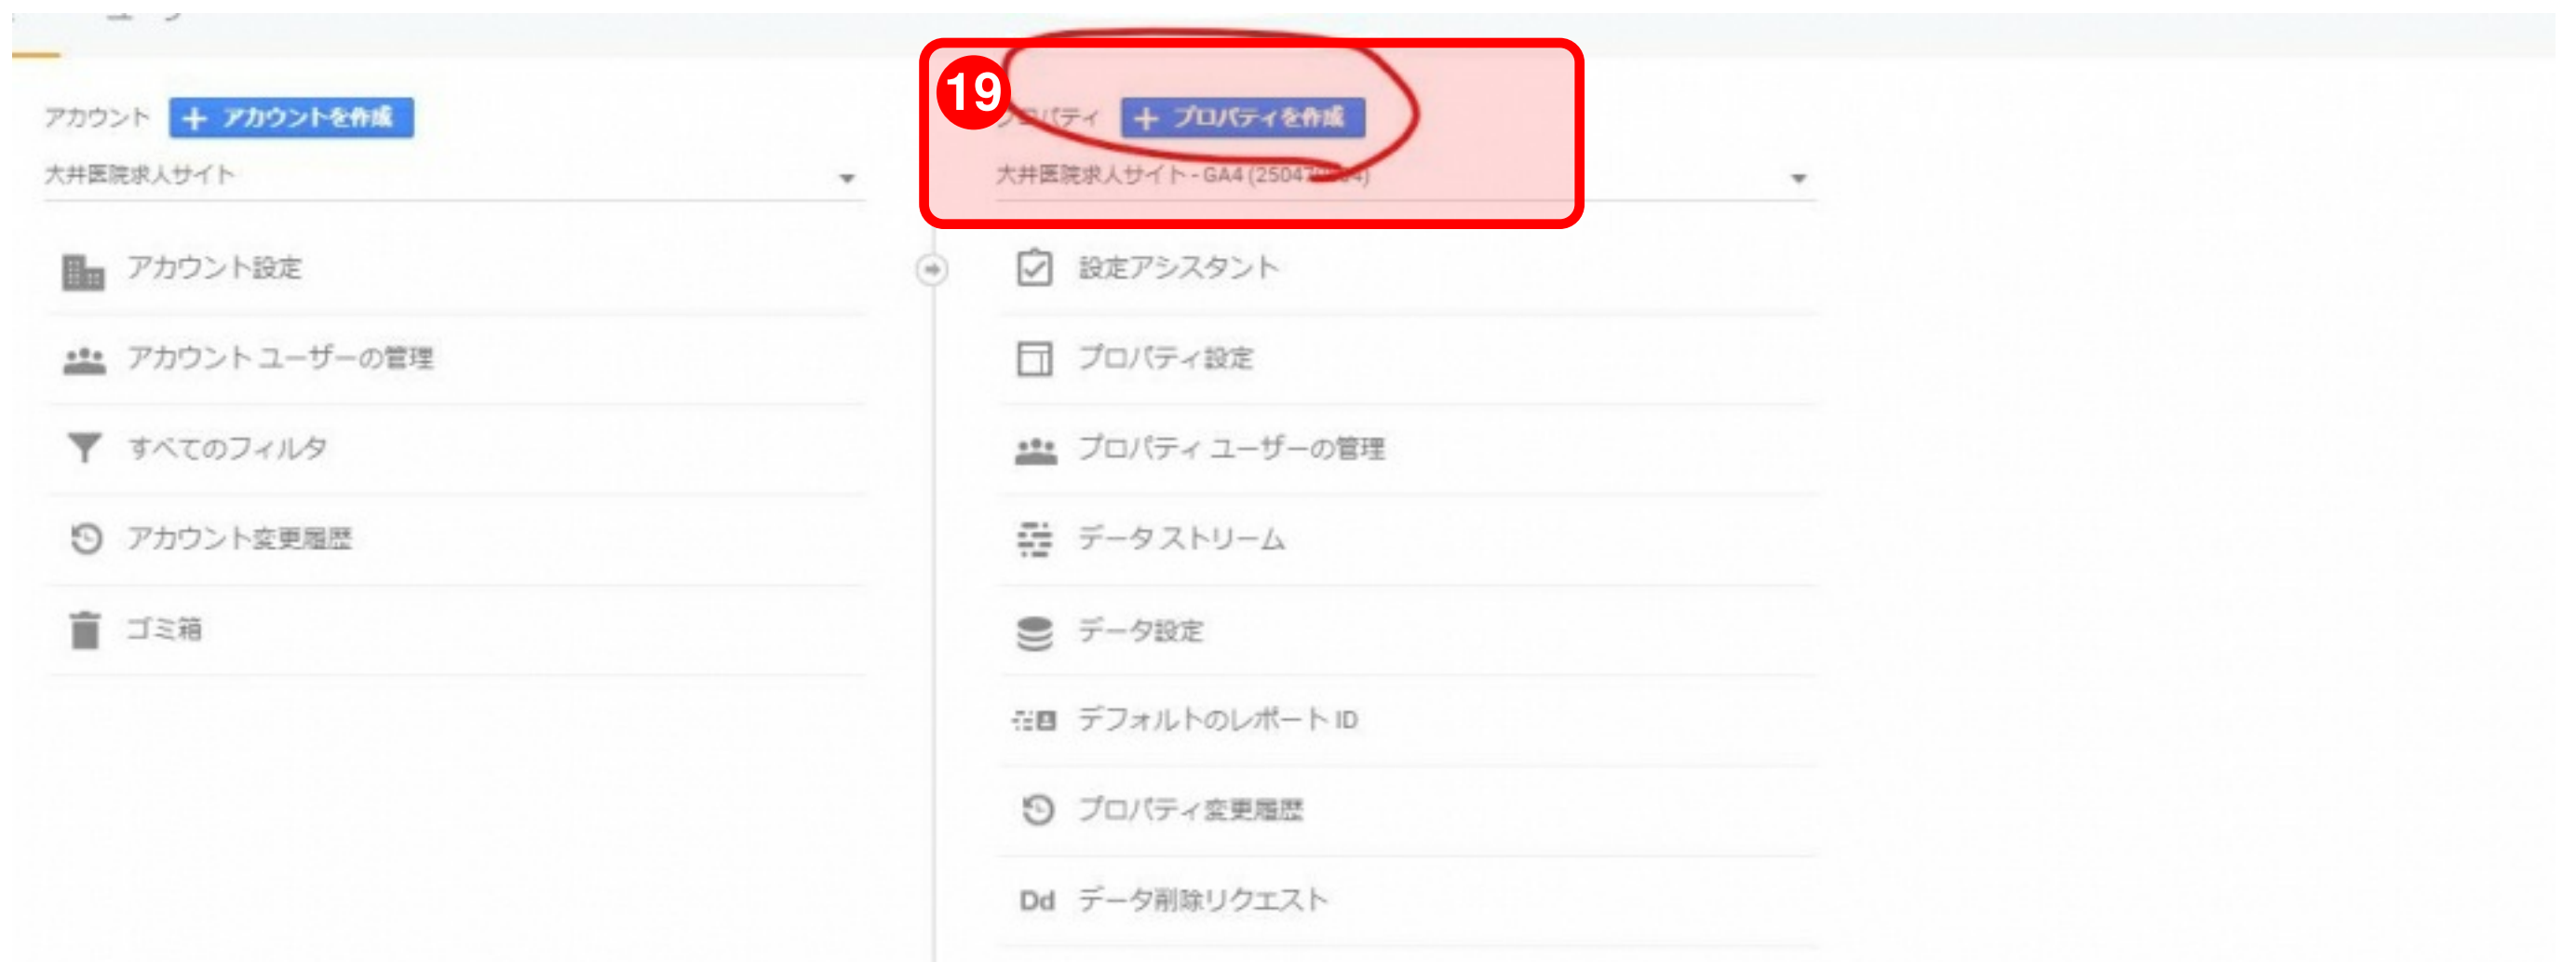 アカウント ＋ アカウントを作成
大井医院求人サイト
アカウント設定
アカウント ユーザーの管理
すべてのフィルタ
アカウント変更履歴
ゴミ箱
19
プロパティ ＋ プロパティを作成
大井医院求人サイト - GA4
設定アシスタント
プロパティ設定
プロパティ ユーザーの管理
データ ストリーム
データ設定
デフォルトのレポート ID
プロパティ変更履歴
Dd データ削除リクエスト